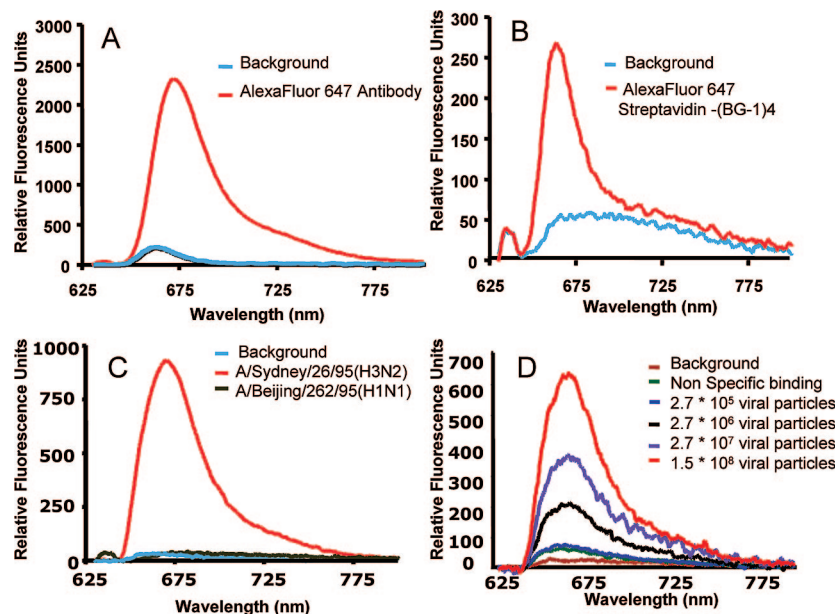 A
Relative Fluorescence Units
3000
2500
2000
1500
1000
500
0
Background
AlexaFluor 647 Antibody
625
675
725
775
Wavelength (nm)
B
Relative Fluorescence Units
300
250
200
150
100
50
0
Background
AlexaFluor 647
Streptavidin -(BG-1)4
625
675
725
775
Wavelength (nm)
C
Relative Fluorescence Units
1000
750
500
250
0
Background
A/Sydney/26/95(H3N2)
A/Beijing/262/95(H1N1)
625
675
725
775
Wavelength (nm)
D
Relative Fluorescence Units
700
600
500
400
300
200
100
0
Background
Non Specific binding
2.7 * 10⁵ viral particles
2.7 * 10⁶ viral particles
2.7 * 10⁷ viral particles
1.5 * 10⁸ viral particles
625
675
725
775
Wavelength (nm)